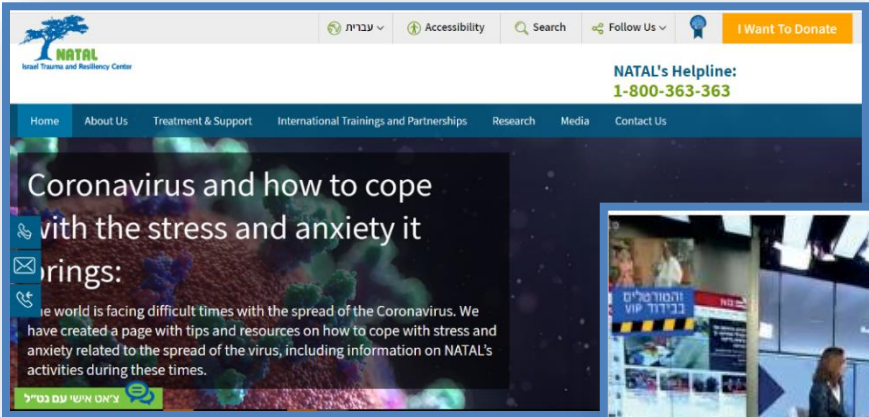 עברית
Accessibility
Search
Follow Us
I Want To Donate
NATAL
Israel Trauma and Resiliency Center
NATAL's Helpline:
1-800-363-363
Home About Us Treatment & Support International Trainings and Partnerships Research Media Contact Us
Coronavirus and how to cope
with the stress and anxiety it
brings:
The world is facing difficult times with the spread of the Coronavirus. We
have created a page with tips and resources on how to cope with stress and
anxiety related to the spread of the virus, including information on NATAL's
activities during these times.
צ'אט אישי עם נט"ל
בבידוד VIP